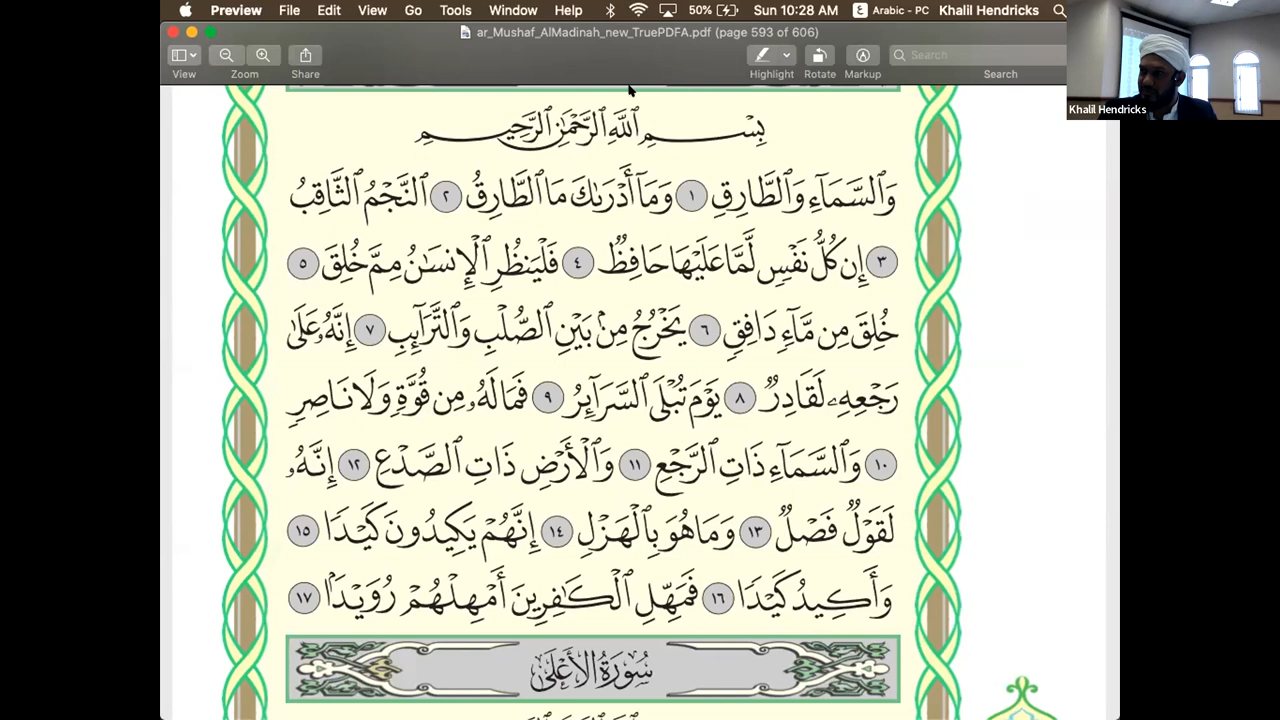 Preview File Edit View Go Tools Window Help 50% Sun 10:28 AM Arabic - PC Khalil Hendricks
ar_Mushaf_AlMadinah_new_TruePDFA.pdf (page 593 of 606)
View Zoom Share Highlight Rotate Markup Search Search
Khalil Hendricks
بِسْمِ ٱللَّهِ ٱلرَّحْمَٰنِ ٱلرَّحِيمِ
وَٱلسَّمَآءِ وَٱلطَّارِقِ ١ وَمَآ أَدْرَىٰكَ مَا ٱلطَّارِقُ ٢ ٱلنَّجْمُ ٱلثَّاقِبُ
٣ إِن كُلُّ نَفْسٍ لَّمَّا عَلَيْهَا حَافِظٌ ٤ فَلْيَنظُرِ ٱلْإِنسَٰنُ مِمَّ خُلِقَ ٥
خُلِقَ مِن مَّآءٍ دَافِقٍ ٦ يَخْرُجُ مِنۢ بَيْنِ ٱلصُّلْبِ وَٱلتَّرَآئِبِ ٧ إِنَّهُۥ عَلَىٰ
رَجْعِهِۦ لَقَادِرٌ ٨ يَوْمَ تُبْلَى ٱلسَّرَآئِرُ ٩ فَمَا لَهُۥ مِن قُوَّةٍ وَلَا نَاصِرٍ
١٠ وَٱلسَّمَآءِ ذَاتِ ٱلرَّجْعِ ١١ وَٱلْأَرْضِ ذَاتِ ٱلصَّدْعِ ١٢ إِنَّهُۥ
لَقَوْلٌ فَصْلٌ ١٣ وَمَا هُوَ بِٱلْهَزْلِ ١٤ إِنَّهُمْ يَكِيدُونَ كَيْدًا ١٥
وَأَكِيدُ كَيْدًا ١٦ فَمَهِّلِ ٱلْكَٰفِرِينَ أَمْهِلْهُمْ رُوَيْدًۢا ١٧
سُورَةُ الأَعْلَىٰ